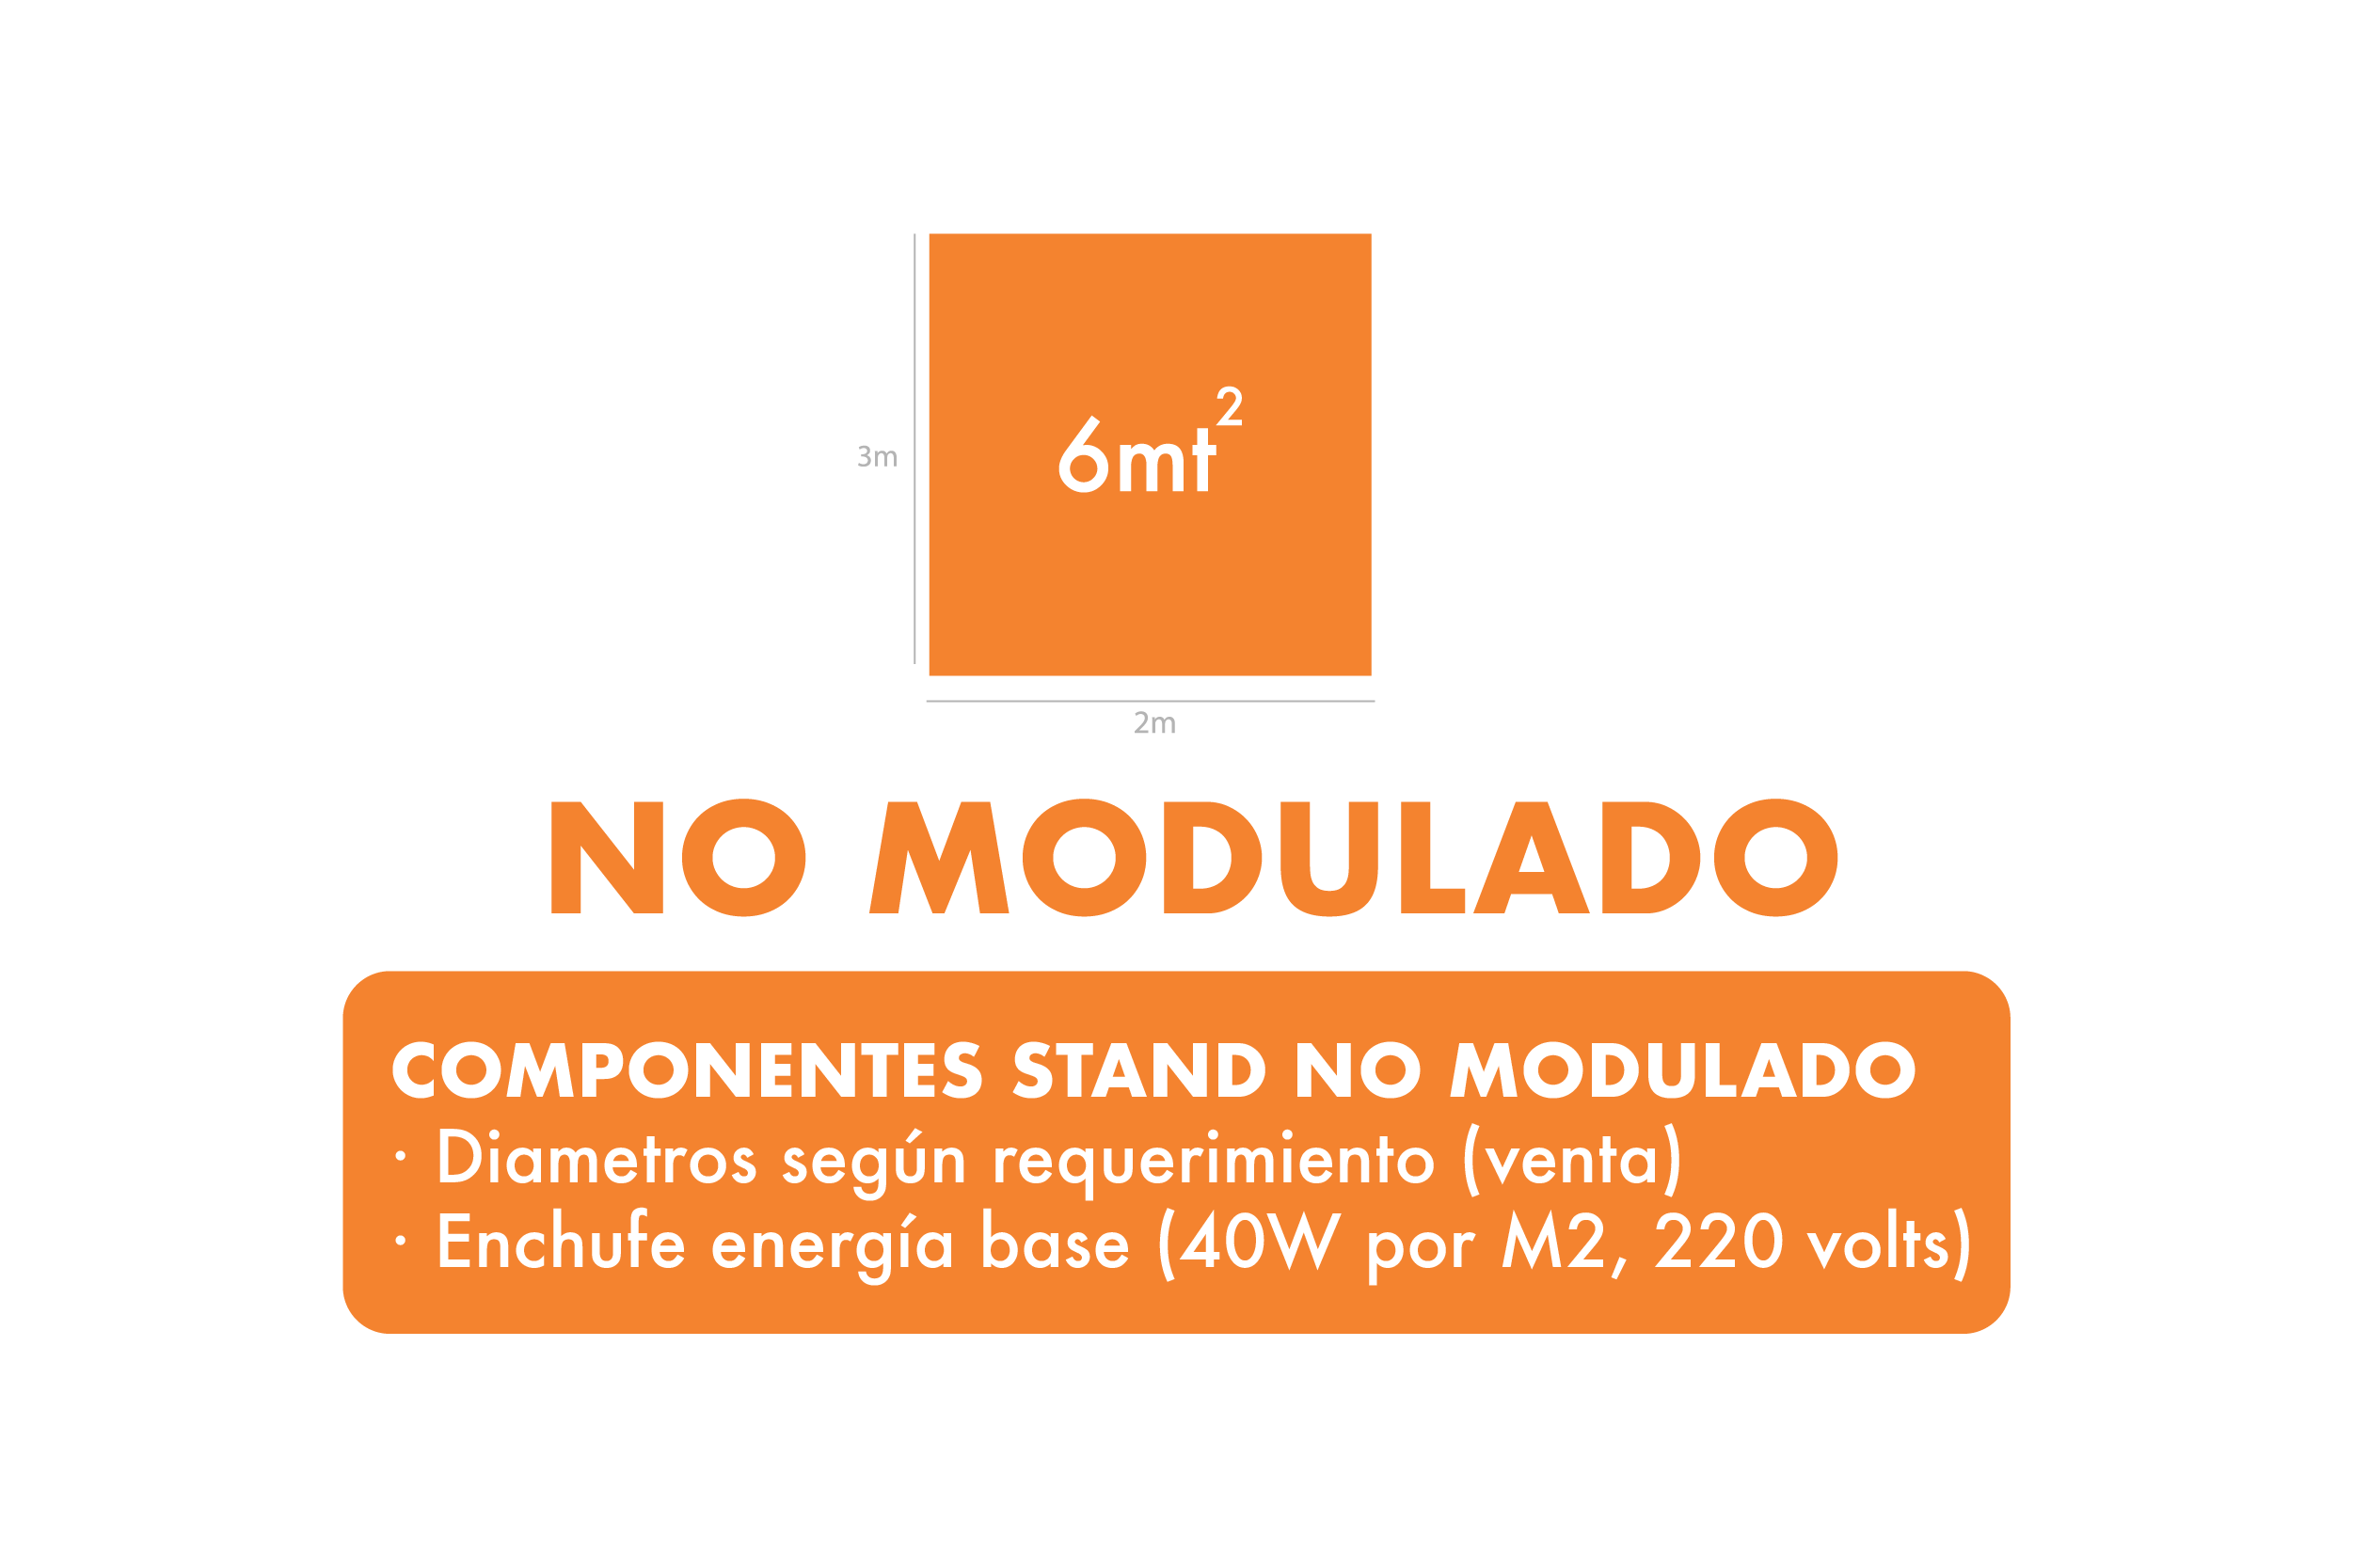 6mt²
3m
2m
NO MODULADO
COMPONENTES STAND NO MODULADO
· Diametros según requerimiento (venta)
· Enchufe energía base (40W por M2, 220 volts)